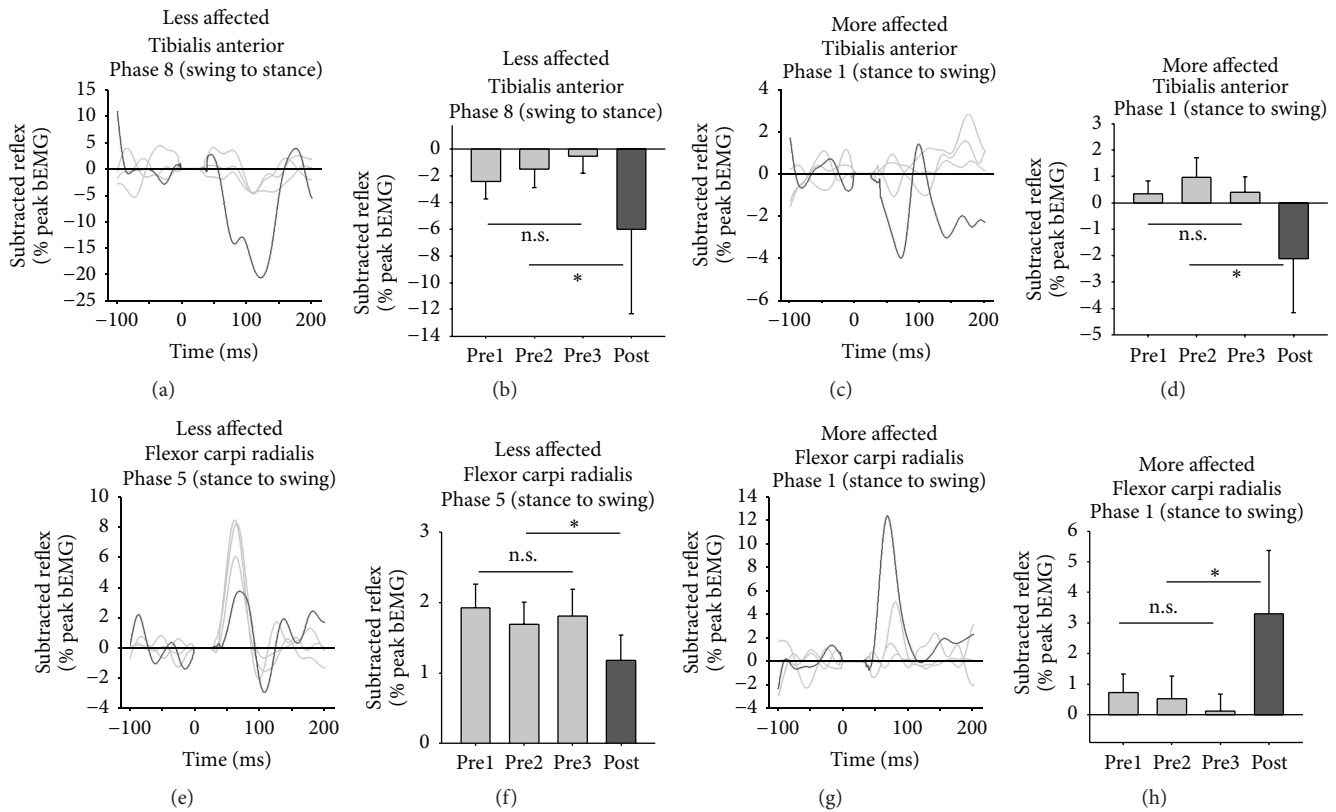 Less affected
Tibialis anterior
Phase 8 (swing to stance)
Subtracted reflex
(% peak bEMG)
15
10
5
0
−5
−10
−15
−20
−25
−100
0
100
200
Time (ms)
(a)
Less affected
Tibialis anterior
Phase 8 (swing to stance)
Subtracted reflex
(% peak bEMG)
0
−2
−4
−6
−8
−10
−12
−14
n.s.
*
Pre1 Pre2 Pre3 Post
(b)
More affected
Tibialis anterior
Phase 1 (stance to swing)
Subtracted reflex
(% peak bEMG)
4
2
0
−2
−4
−6
−100
0
100
200
Time (ms)
(c)
More affected
Tibialis anterior
Phase 1 (stance to swing)
Subtracted reflex
(% peak bEMG)
3
2
1
0
−1
−2
−3
−4
−5
n.s.
*
Pre1 Pre2 Pre3 Post
(d)
Less affected
Flexor carpi radialis
Phase 5 (stance to swing)
Subtracted reflex
(% peak bEMG)
10
8
6
4
2
0
−2
−4
−100
0
100
200
Time (ms)
(e)
Less affected
Flexor carpi radialis
Phase 5 (stance to swing)
Subtracted reflex
(% peak bEMG)
3
2
1
0
*
n.s.
Pre1 Pre2 Pre3 Post
(f)
More affected
Flexor carpi radialis
Phase 1 (stance to swing)
Subtracted reflex
(% peak bEMG)
14
12
10
8
6
4
2
0
−2
−4
−100
0
100
200
Time (ms)
(g)
More affected
Flexor carpi radialis
Phase 1 (stance to swing)
Subtracted reflex
(% peak bEMG)
6
5
4
3
2
1
0
*
n.s.
Pre1 Pre2 Pre3 Post
(h)